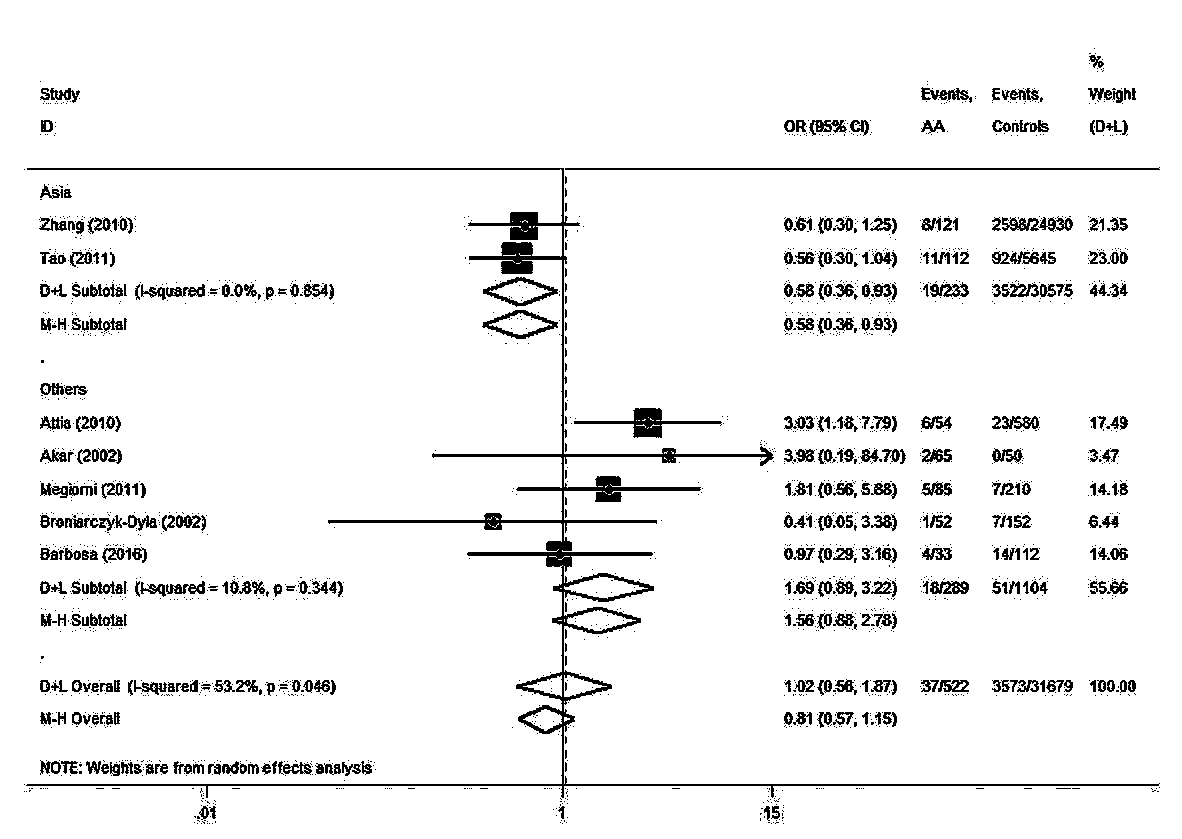 %
Study Events, Events, Weight
ID OR (95% CI) AA Controls (D+L)
Asia
Zhang (2010) 0.61 (0.30, 1.25) 8/121 2598/24930 21.35
Tao (2011) 0.56 (0.30, 1.04) 11/112 924/5645 23.00
D+L Subtotal (I-squared = 0.0%, p = 0.854) 0.58 (0.36, 0.93) 19/233 3522/30575 44.34
M-H Subtotal 0.58 (0.36, 0.93)
.
Others
Attia (2010) 3.03 (1.18, 7.79) 6/54 23/580 17.49
Akar (2002) 3.98 (0.19, 84.70) 2/65 0/50 3.47
Megiorni (2011) 1.81 (0.56, 5.88) 5/85 7/210 14.18
Broniarczyk-Dyla (2002) 0.41 (0.05, 3.38) 1/52 7/152 6.44
Barbosa (2016) 0.97 (0.29, 3.16) 4/33 14/112 14.06
D+L Subtotal (I-squared = 10.8%, p = 0.344) 1.69 (0.89, 3.22) 18/289 51/1104 55.66
M-H Subtotal 1.56 (0.88, 2.78)
.
D+L Overall (I-squared = 53.2%, p = 0.046) 1.02 (0.56, 1.87) 37/522 3573/31679 100.00
M-H Overall 0.81 (0.57, 1.15)
NOTE: Weights are from random effects analysis
.01 1 15